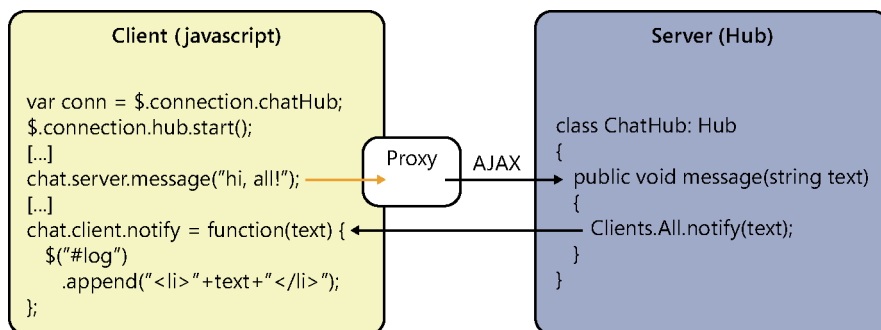 Client (javascript)
var conn = $.connection.chatHub;
$.connection.hub.start();
[...]
chat.server.message("hi, all!");
[...]
chat.client.notify = function(text) {
$("#log")
.append("<li>"+text+"</li>");
};
Proxy
AJAX
Server (Hub)
class ChatHub: Hub
{
public void message(string text)
{
Clients.All.notify(text);
}
}